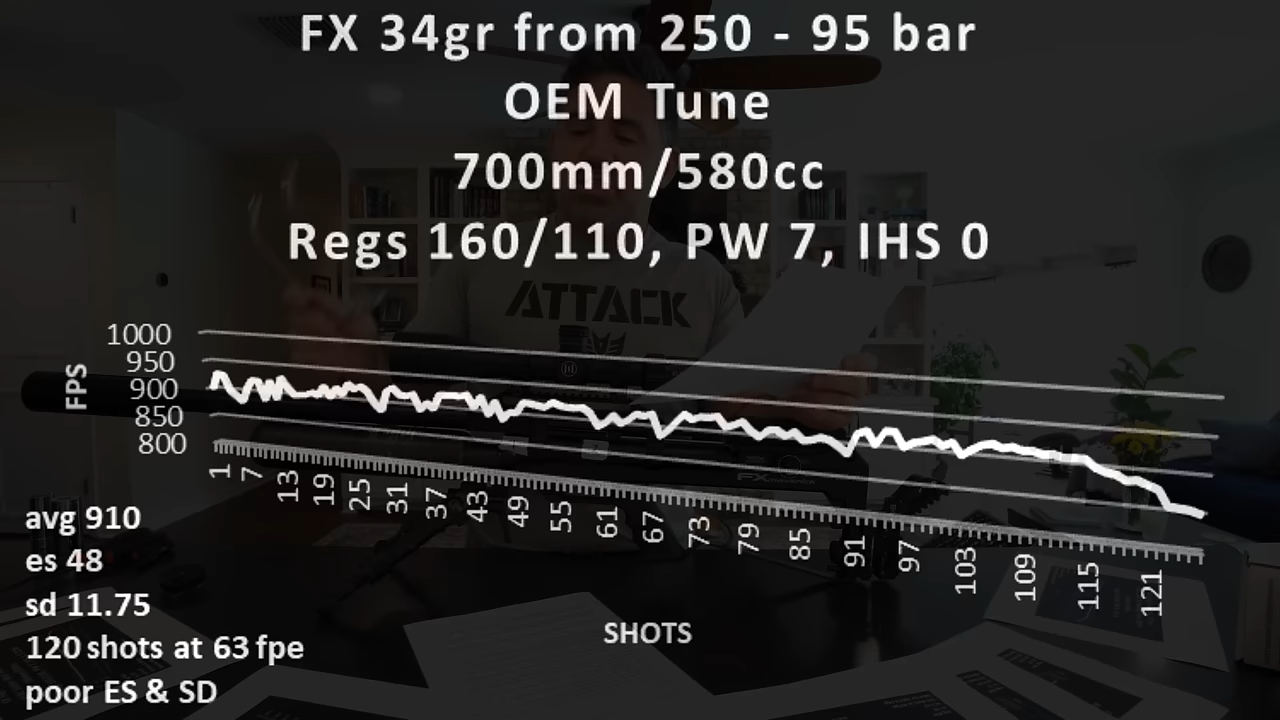 FX 34gr from 250 - 95 bar
OEM Tune
700mm/580cc
Regs 160/110, PW 7, IHS 0
ATTACK
1000
950
900
850
800
FPS
1 7 13 19 25 31 37 43 49 55 61 67 73 79 85 91 97 103 109 115 121
SHOTS
avg 910
es 48
sd 11.75
120 shots at 63 fpe
poor ES & SD
FX